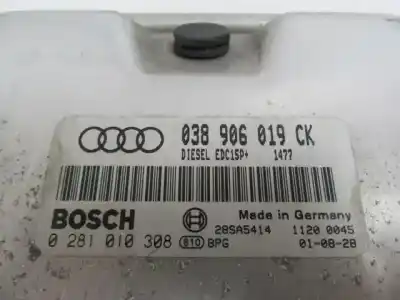 038 906 019 CK
DIESEL EDC15P+ 1477
BOSCH
Made in Germany
28SA5414 1120 0045
0 281 010 308 810 BPG 01-08-28